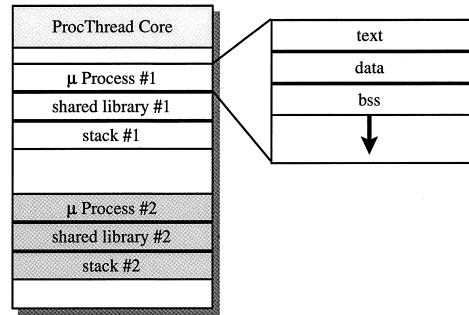 ProcThread Core
μ Process #1
shared library #1
stack #1
μ Process #2
shared library #2
stack #2
text
data
bss